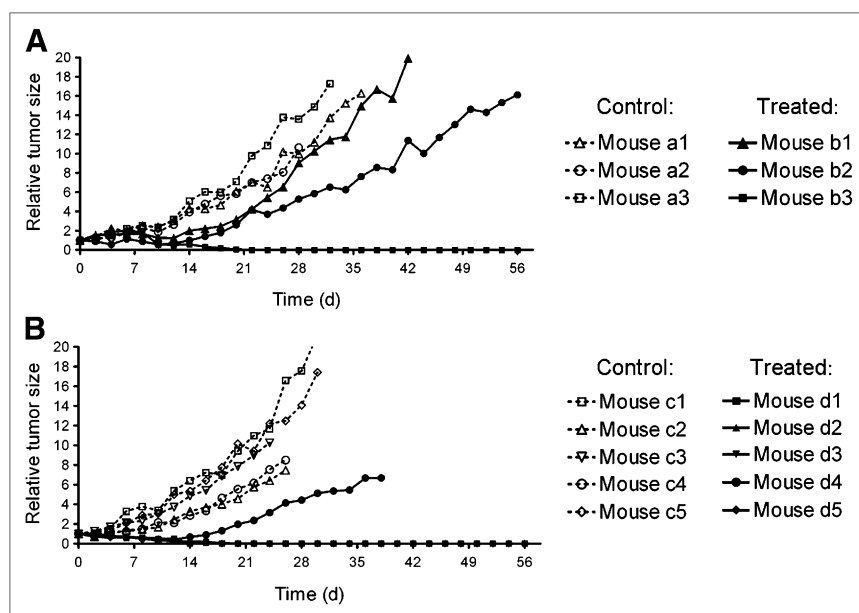 A
Relative tumor size
20
18
16
14
12
10
8
6
4
2
0
0 7 14 21 28 35 42 49 56
Time (d)
Control: Treated:
Mouse a1 Mouse b1
Mouse a2 Mouse b2
Mouse a3 Mouse b3
B
Relative tumor size
20
18
16
14
12
10
8
6
4
2
0
0 7 14 21 28 35 42 49 56
Time (d)
Control: Treated:
Mouse c1 Mouse d1
Mouse c2 Mouse d2
Mouse c3 Mouse d3
Mouse c4 Mouse d4
Mouse c5 Mouse d5